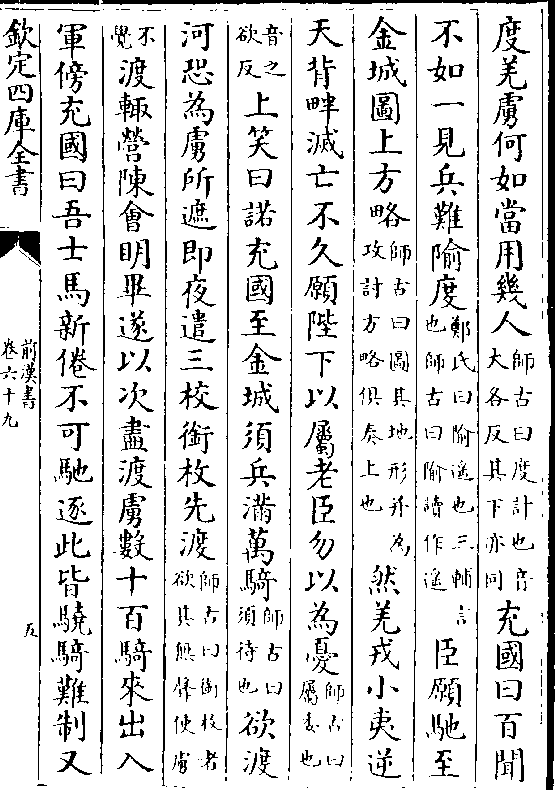 度羌虜何如當用幾人師古曰度計也音大各反其下亦同充國曰百聞
不如一見兵難隃度鄭氏曰隃遙也三輔言也師古曰隃讀作遙臣願馳至
金城圖上方略師古曰圖其地形并為攻討方略俱奏上也然羌戎小夷逆
天背畔滅亡不久願陛下以屬老臣勿以為憂師古曰屬委也
音之欲反上笑曰諾充國至金城須兵滿萬騎師古曰須待也欲渡
河恐為虜所遮即夜遣三校銜枚先渡師古曰銜枚者欲其無聲使虜
不覺渡輒營陳會明畢遂以次盡渡虜數十百騎來出入
軍傍充國曰吾士馬新倦不可馳逐此皆驍騎難制又
欽定四庫全書
前漢書
卷六十九
五